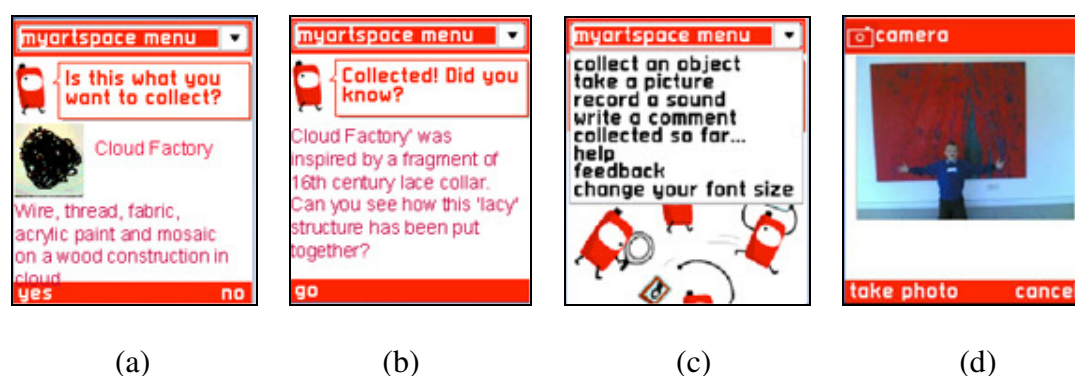 myartspace menu
Is this what you
want to collect?
Cloud Factory
Wire, thread, fabric,
acrylic paint and mosaic
on a wood construction in
cloud
yes no
(a)
myartspace menu
Collected! Did you
know?
Cloud Factory' was
inspired by a fragment of
16th century lace collar.
Can you see how this 'lacy'
structure has been put
together?
go
(b)
myartspace menu
collect an object
take a picture
record a sound
write a comment
collected so far...
help
feedback
change your font size
(c)
camera
take photo cancel
(d)